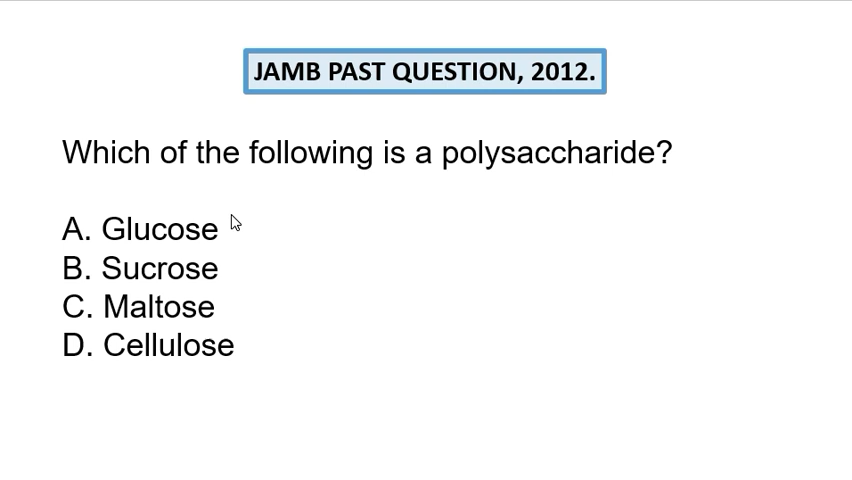 JAMB PAST QUESTION, 2012.
Which of the following is a polysaccharide?
A. Glucose
B. Sucrose
C. Maltose
D. Cellulose